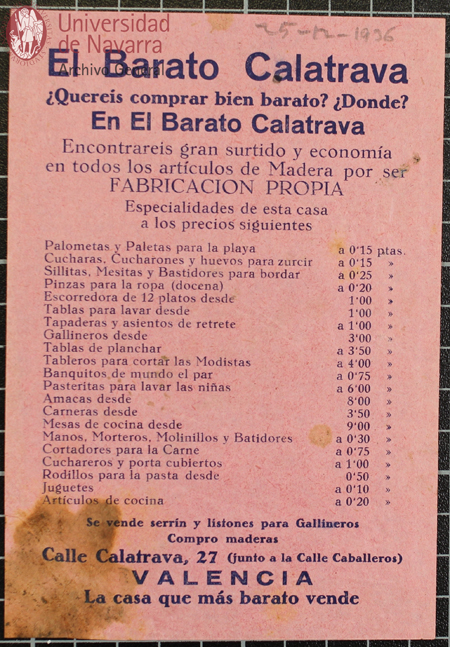 Universidad
de Navarra
Archivo General
25-12-1936
El Barato Calatrava
¿Quereis comprar bien barato? ¿Donde?
En El Barato Calatrava
Encontrareis gran surtido y economía
en todos los artículos de Madera por ser
FABRICACION PROPIA
Especialidades de esta casa
a los precios siguientes
Palometas y Paletas para la playa a 0'15 ptas.
Cucharas, Cucharones y huevos para zurcir a 0'15 »
Sillitas, Mesitas y Bastidores para bordar a 0'25 »
Pinzas para la ropa (docena) a 0'20 »
Escorredora de 12 platos desde 1'00 »
Tablas para lavar desde 1'00 »
Tapaderas y asientos de retrete a 1'00 »
Gallineros desde 3'00 »
Tablas de planchar a 3'50 »
Tableros para cortar las Modistas a 4'00 »
Banquitos de mundo el par a 0'75 »
Pasteritas para lavar las niñas a 6'00 »
Amacas desde 8'00 »
Carneras desde 3'50 »
Mesas de cocina desde 9'00 »
Manos, Morteros, Molinillos y Batidores a 0'30 »
Cortadores para la Carne a 0'75 »
Cuchareros y porta cubiertos a 1'00 »
Rodillos para la pasta desde 0'50 »
Juguetes a 0'10 »
Artículos de cocina a 0'20 »
Se vende serrin y listones para Gallineros
Compro maderas
Calle Calatrava, 27 (junto a la Calle Caballeros)
VALENCIA
La casa que más barato vende